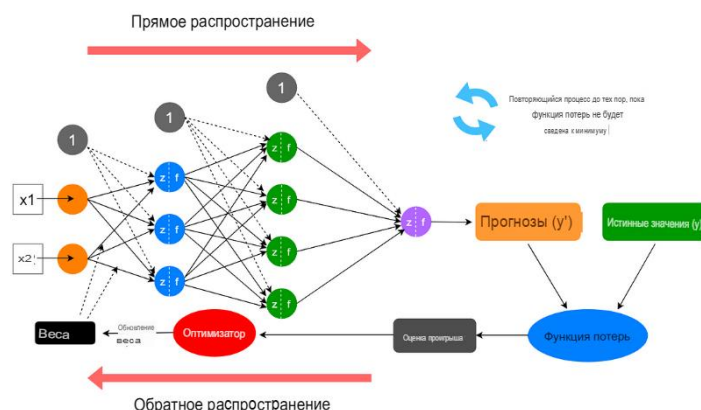 Прямое распространение
1
1
1
Повторяющийся процесс до тех пор, пока
функция потерь не будет
сведена к минимуму
x1
x2
z f
z f
z f
z f
z f
z f
z f
z f
Прогнозы (y')
Истинные значения (y)
Веса
Обновление
веса
Оптимизатор
Оценка проигрыша
Функция потерь
Обратное распространение